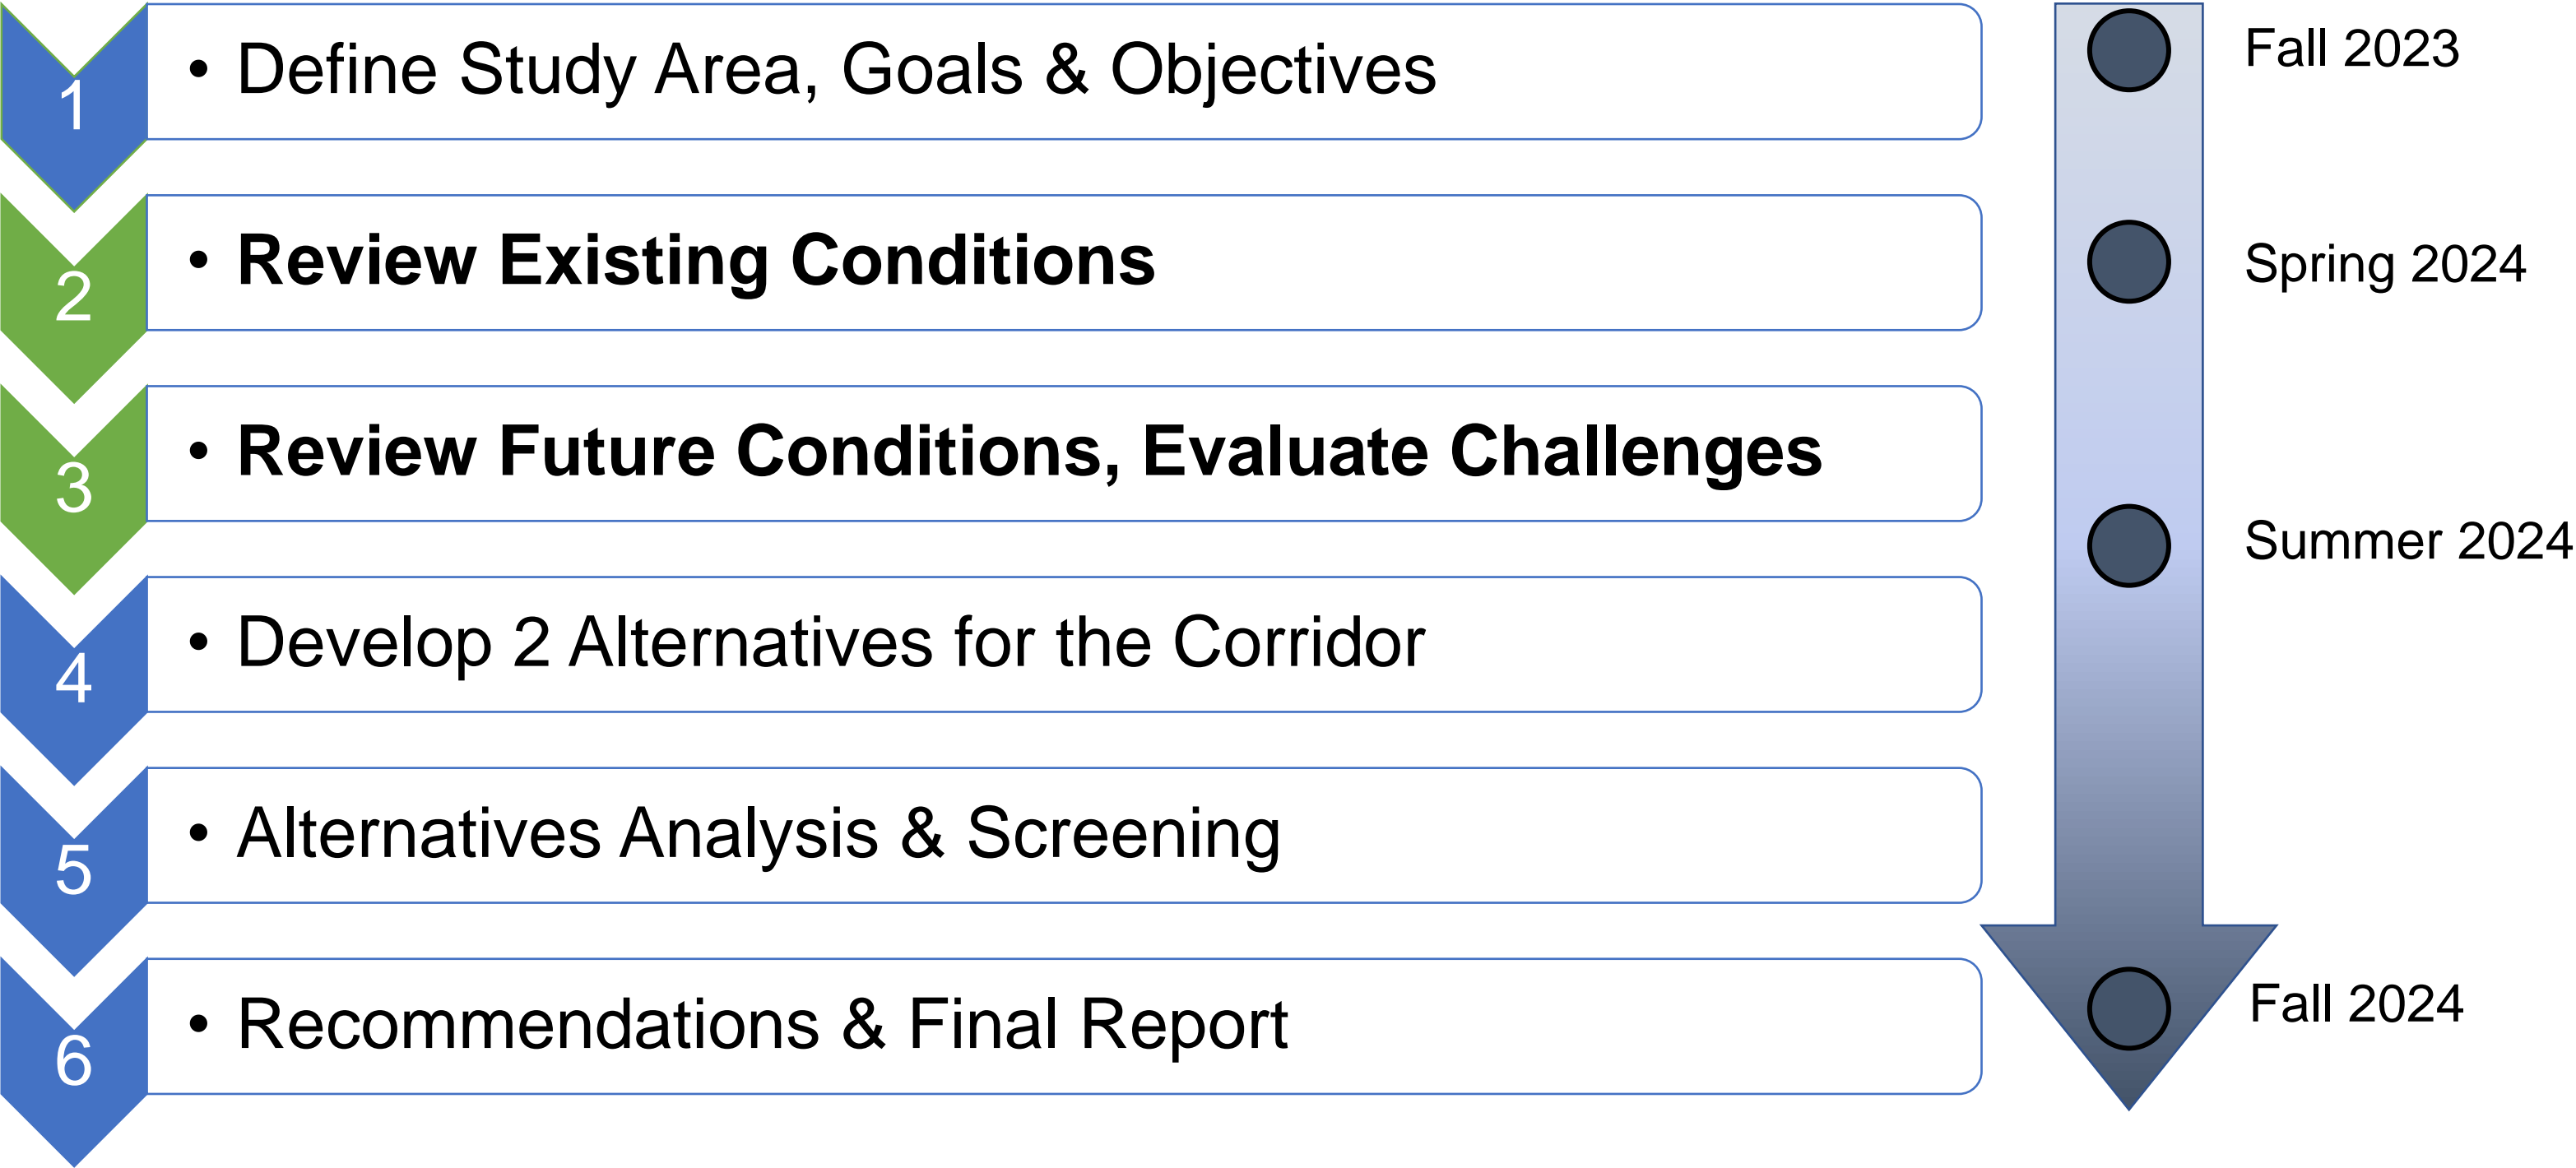 1
• Define Study Area, Goals & Objectives
2
• Review Existing Conditions
3
• Review Future Conditions, Evaluate Challenges
4
• Develop 2 Alternatives for the Corridor
5
• Alternatives Analysis & Screening
6
• Recommendations & Final Report
Fall 2023
Spring 2024
Summer 2024
Fall 2024